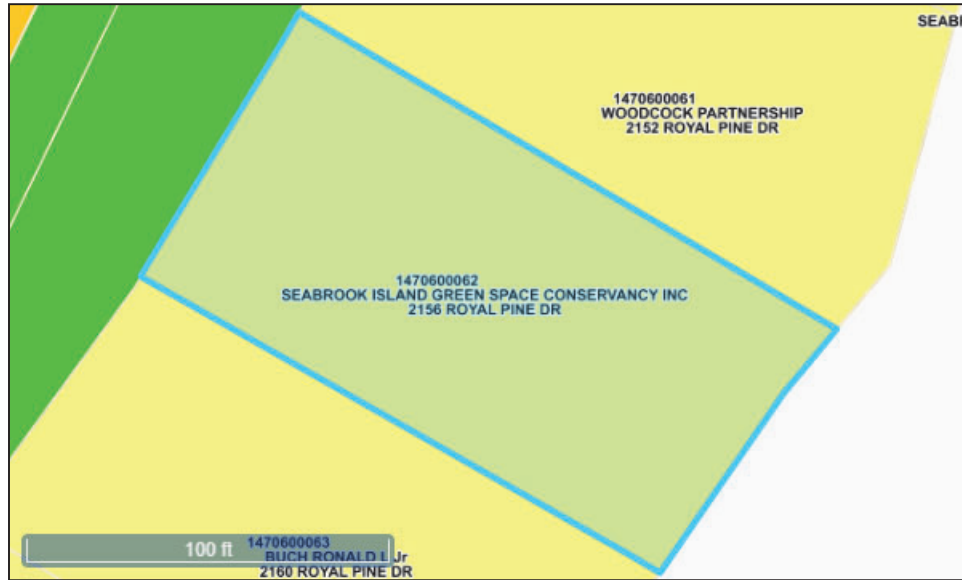 SEABR
1470600061
WOODCOCK PARTNERSHIP
2152 ROYAL PINE DR
1470600062
SEABROOK ISLAND GREEN SPACE CONSERVANCY INC
2156 ROYAL PINE DR
100 ft
1470600063
BUCH RONALD L Jr
2160 ROYAL PINE DR